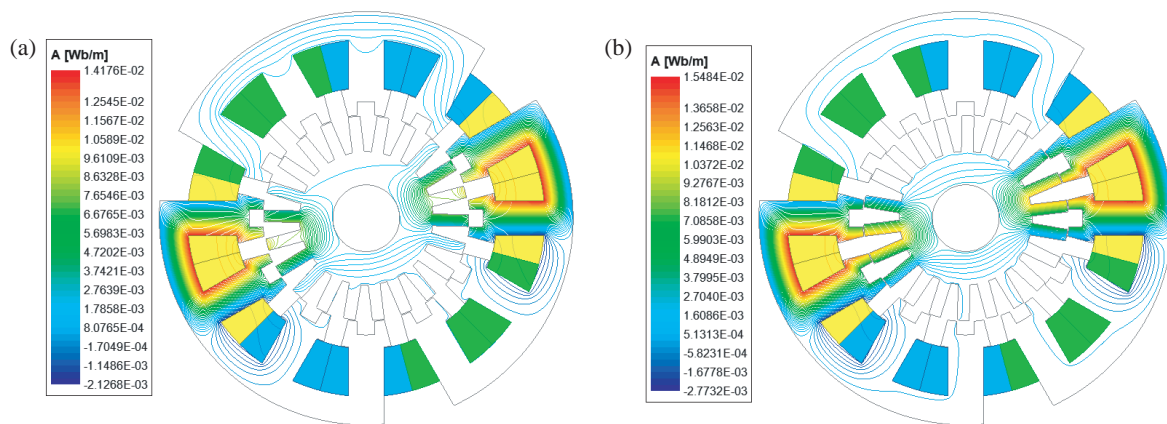 (a)
A [Wb/m]
1.4176E-02
1.2545E-02
1.1567E-02
1.0589E-02
9.6109E-03
8.6328E-03
7.6546E-03
6.6765E-03
5.6983E-03
4.7202E-03
3.7421E-03
2.7639E-03
1.7858E-03
8.0765E-04
-1.7049E-04
-1.1486E-03
-2.1268E-03
(b)
A [Wb/m]
1.5484E-02
1.3658E-02
1.2563E-02
1.1468E-02
1.0372E-02
9.2767E-03
8.1812E-03
7.0858E-03
5.9903E-03
4.8949E-03
3.7995E-03
2.7040E-03
1.6086E-03
5.1313E-04
-5.8231E-04
-1.6778E-03
-2.7732E-03